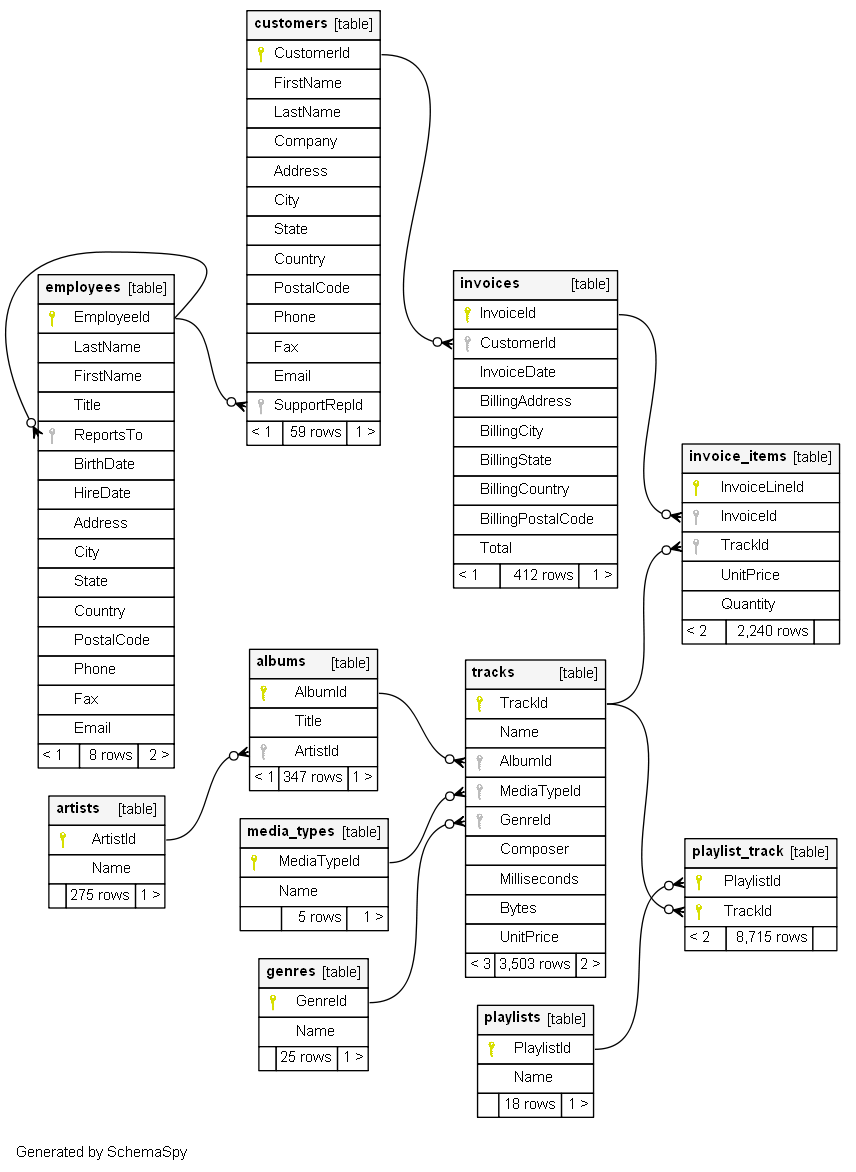 customers [table]
CustomerId
FirstName
LastName
Company
Address
City
State
Country
PostalCode
Phone
Fax
Email
SupportRepId
< 1 59 rows 1 >
employees [table]
EmployeeId
LastName
FirstName
Title
ReportsTo
BirthDate
HireDate
Address
City
State
Country
PostalCode
Phone
Fax
Email
< 1 8 rows 2 >
invoices [table]
InvoiceId
CustomerId
InvoiceDate
BillingAddress
BillingCity
BillingState
BillingCountry
BillingPostalCode
Total
< 1 412 rows 1 >
invoice_items [table]
InvoiceLineId
InvoiceId
TrackId
UnitPrice
Quantity
< 2 2,240 rows
albums [table]
AlbumId
Title
ArtistId
< 1 347 rows 1 >
tracks [table]
TrackId
Name
AlbumId
MediaTypeId
GenreId
Composer
Milliseconds
Bytes
UnitPrice
< 3 3,503 rows 2 >
artists [table]
ArtistId
Name
275 rows 1 >
media_types [table]
MediaTypeId
Name
5 rows 1 >
playlist_track [table]
PlaylistId
TrackId
< 2 8,715 rows
genres [table]
GenreId
Name
25 rows 1 >
playlists [table]
PlaylistId
Name
18 rows 1 >
Generated by SchemaSpy